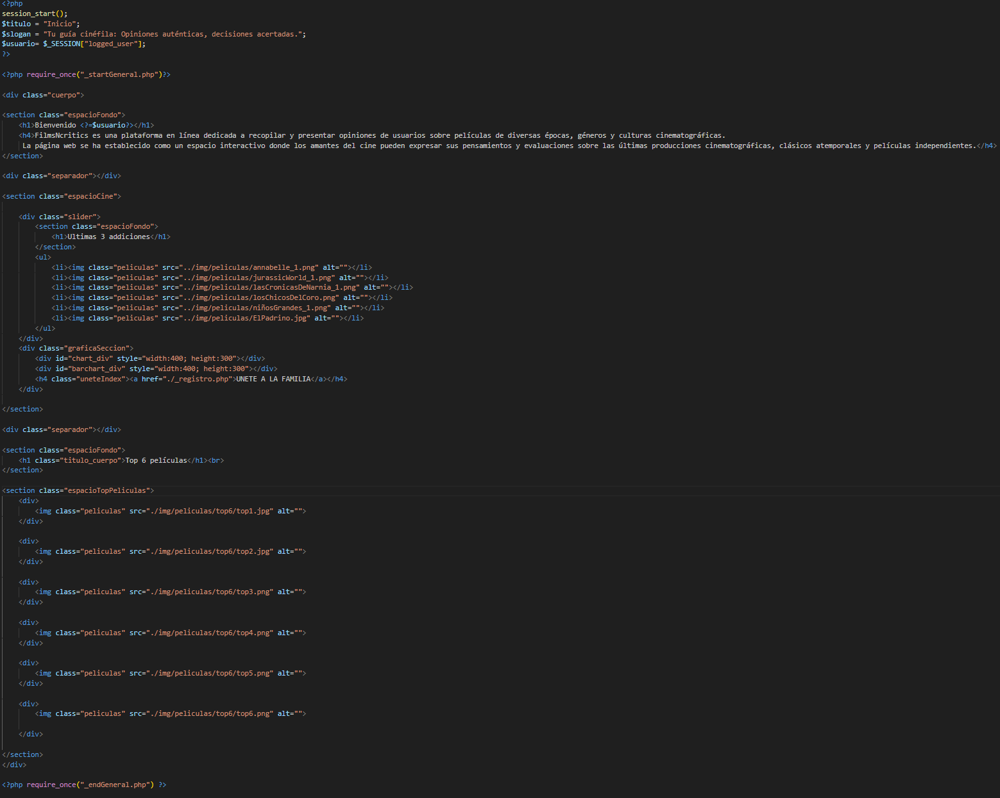 <?php
session_start();
$titulo = "Inicio";
$slogan = "Tu guía cinéfila: Opiniones auténticas, decisiones acertadas.";
$usuario= $_SESSION["logged_user"];
?>
<?php require_once("_startGeneral.php")?>
<div class="cuerpo">
<section class="espacioFondo">
<h1>Bienvenido <?=$usuario?></h1>
<h4>FilmsNcritics es una plataforma en línea dedicada a recopilar y presentar opiniones de usuarios sobre películas de diversas épocas, géneros y culturas cinematográficas.
La página web se ha establecido como un espacio interactivo donde los amantes del cine pueden expresar sus pensamientos y evaluaciones sobre las últimas producciones cinematográficas, clásicos atemporales y películas independientes.</h4>
</section>
<div class="separador"></div>
<section class="espacioCine">
<div class="slider">
<section class="espacioFondo">
<h1>Ultimas 3 addiciones</h1>
</section>
<ul>
<li><img class="peliculas" src="../img/peliculas/annabelle_1.png" alt=""></li>
<li><img class="peliculas" src="../img/peliculas/jurassicWorld_1.png" alt=""></li>
<li><img class="peliculas" src="../img/peliculas/lasCronicasDeNarnia_1.png" alt=""></li>
<li><img class="peliculas" src="../img/peliculas/losChicosDelCoro.png" alt=""></li>
<li><img class="peliculas" src="../img/peliculas/niñosGrandes_1.png" alt=""></li>
<li><img class="peliculas" src="../img/peliculas/ElPadrino.jpg" alt=""></li>
</ul>
</div>
<div class="graficaSeccion">
<div id="chart_div" style="width:400; height:300"></div>
<div id="barchart_div" style="width:400; height:300"></div>
<h4 class="uneteIndex"><a href="./_registro.php">UNETE A LA FAMILIA</a></h4>
</div>
</section>
<div class="separador"></div>
<section class="espacioFondo">
<h1 class="titulo_cuerpo">Top 6 películas</h1><br>
</section>
<section class="espacioTopPeliculas">
<div>
<img class="peliculas" src="./img/peliculas/top6/top1.jpg" alt="">
</div>
<div>
<img class="peliculas" src="./img/peliculas/top6/top2.jpg" alt="">
</div>
<div>
<img class="peliculas" src="./img/peliculas/top6/top3.png" alt="">
</div>
<div>
<img class="peliculas" src="./img/peliculas/top6/top4.png" alt="">
</div>
<div>
<img class="peliculas" src="./img/peliculas/top6/top5.png" alt="">
</div>
<div>
<img class="peliculas" src="./img/peliculas/top6/top6.png" alt="">
</div>
</section>
</div>
<?php require_once("_endGeneral.php") ?>